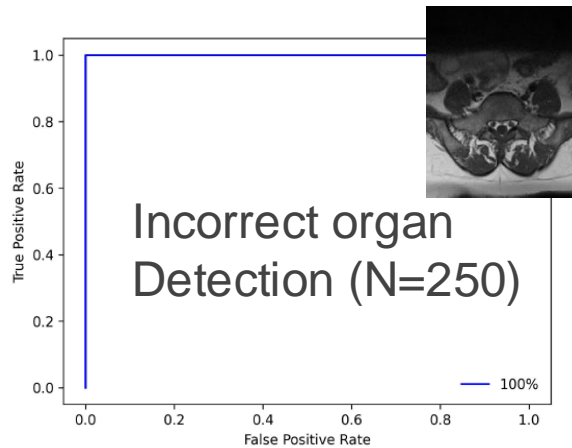 1.0
0.8
0.6
0.4
0.2
0.0
True Positive Rate
Incorrect organ
Detection (N=250)
100%
0.0 0.2 0.4 0.6 0.8 1.0
False Positive Rate